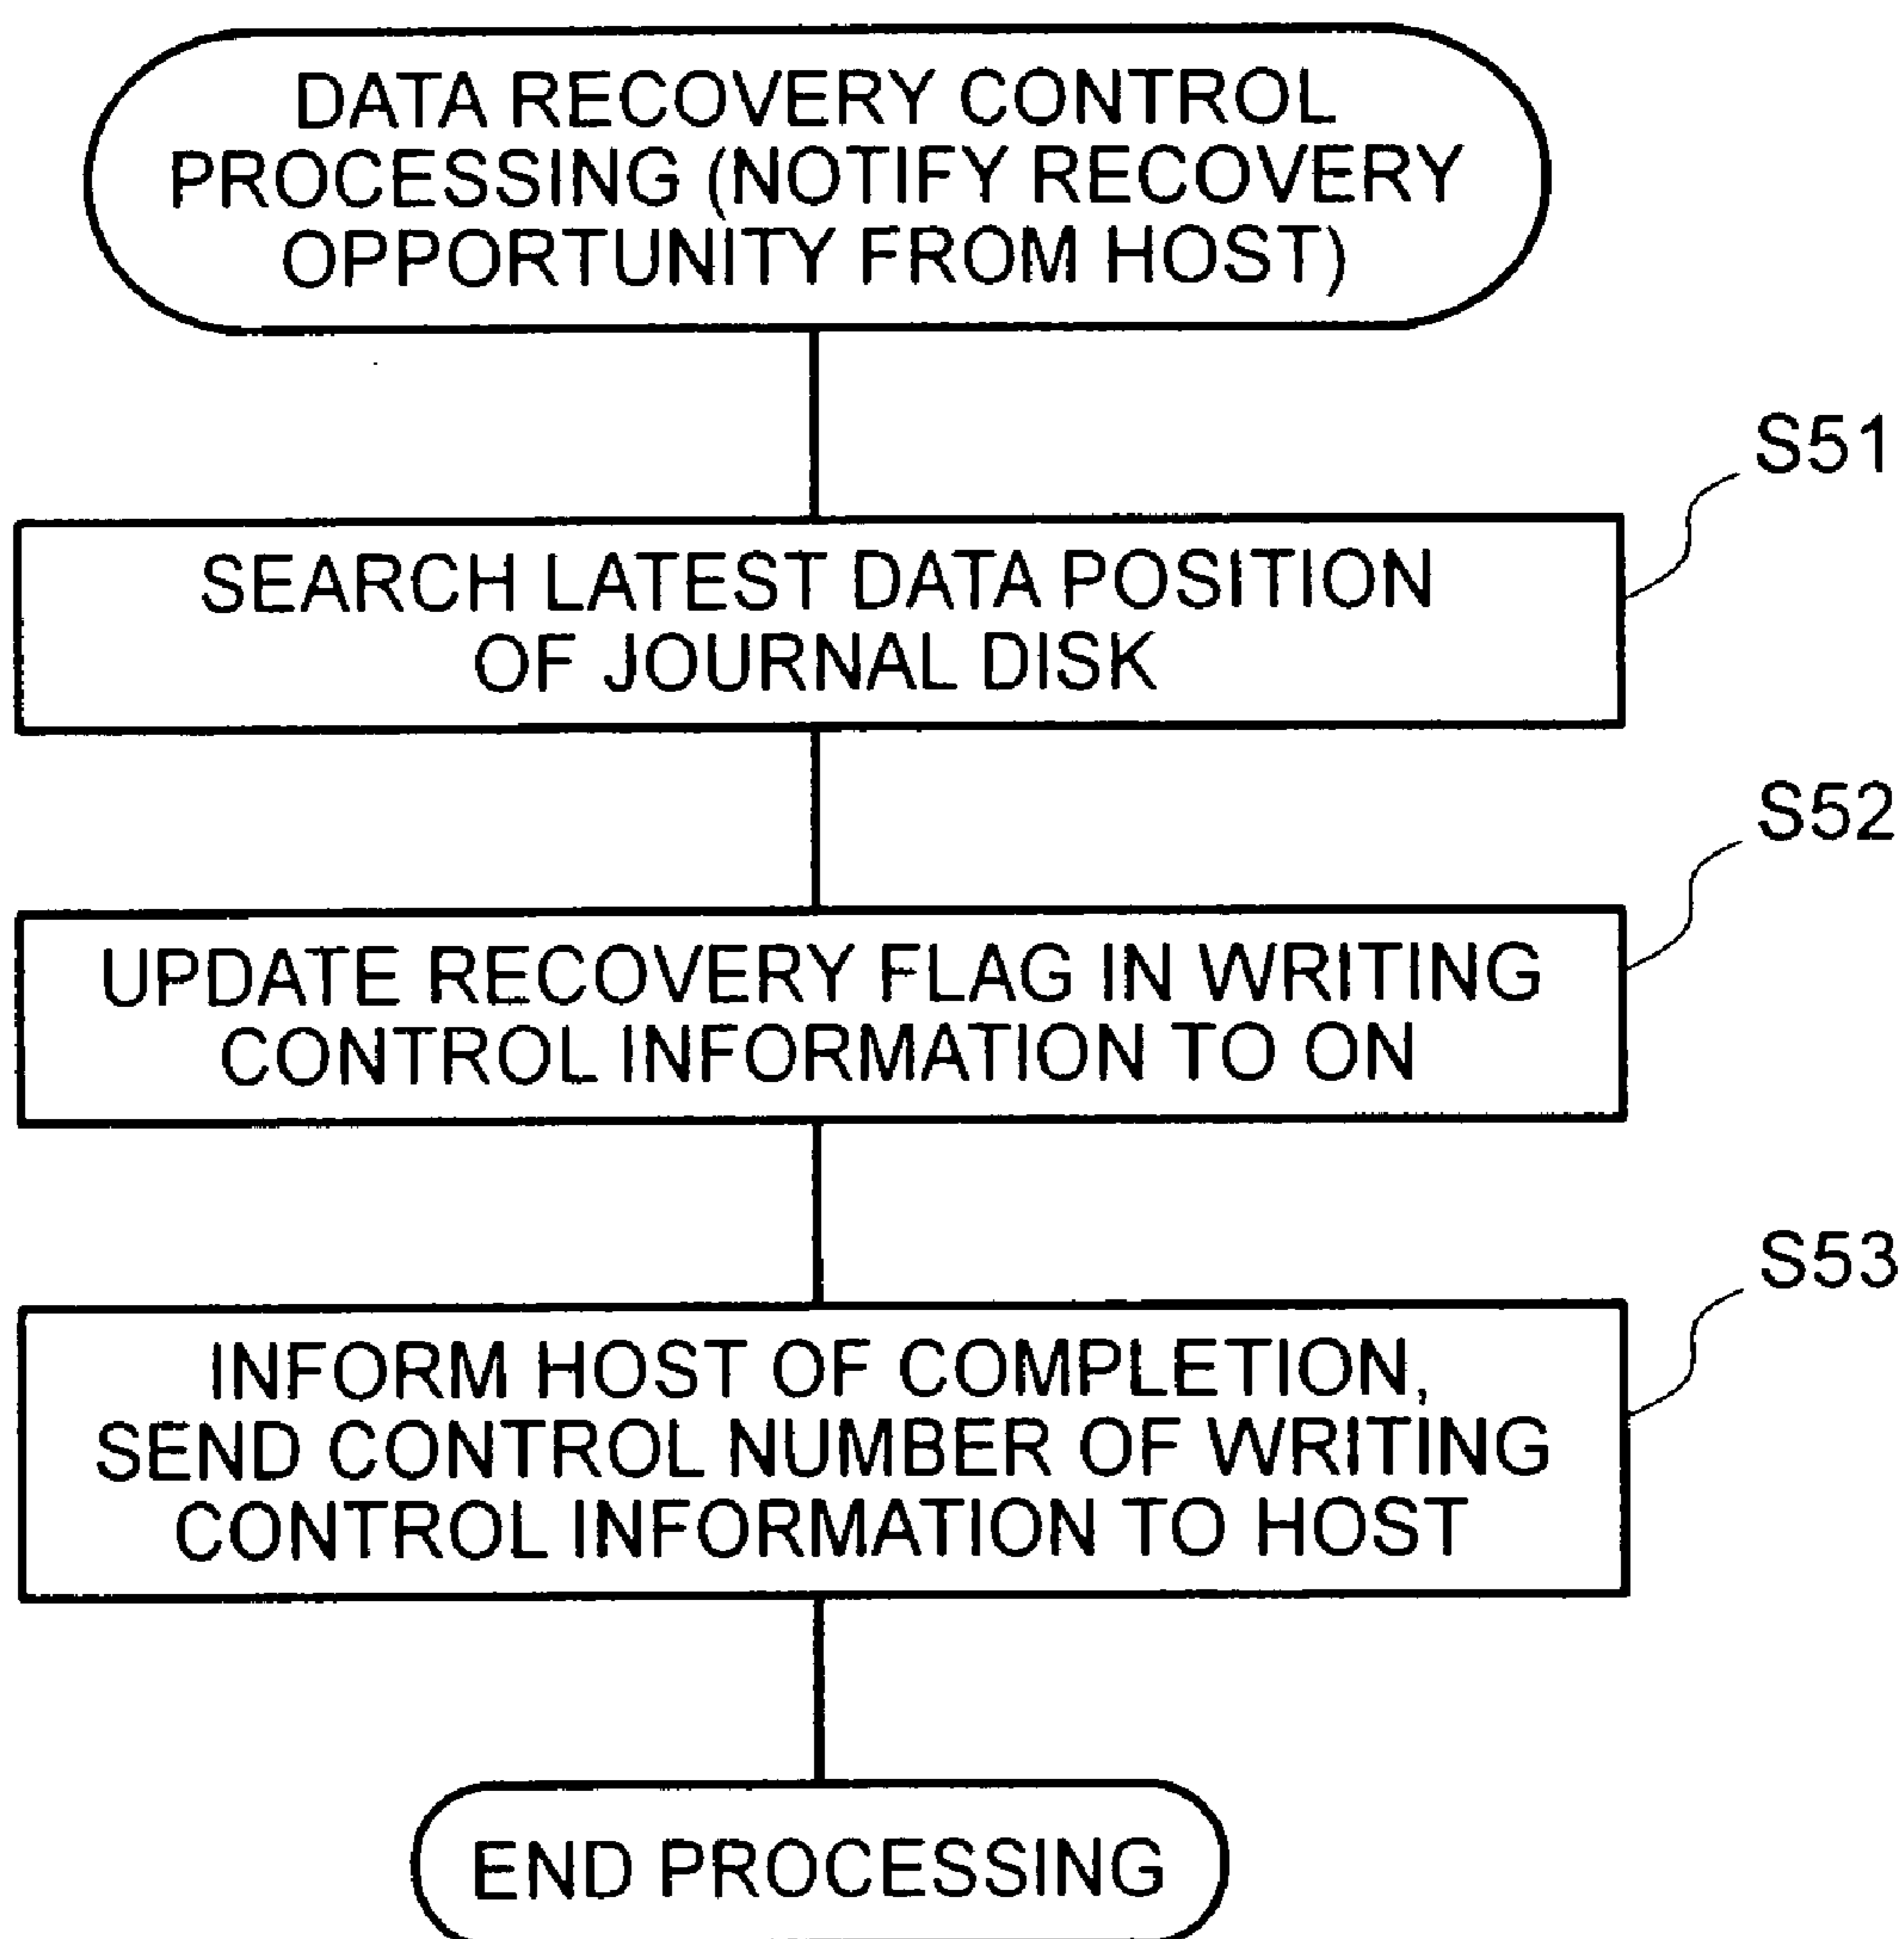 DATA RECOVERY CONTROL
PROCESSING (NOTIFY RECOVERY
OPPORTUNITY FROM HOST)
S51
SEARCH LATEST DATA POSITION
OF JOURNAL DISK
S52
UPDATE RECOVERY FLAG IN WRITING
CONTROL INFORMATION TO ON
S53
INFORM HOST OF COMPLETION,
SEND CONTROL NUMBER OF WRITING
CONTROL INFORMATION TO HOST
END PROCESSING